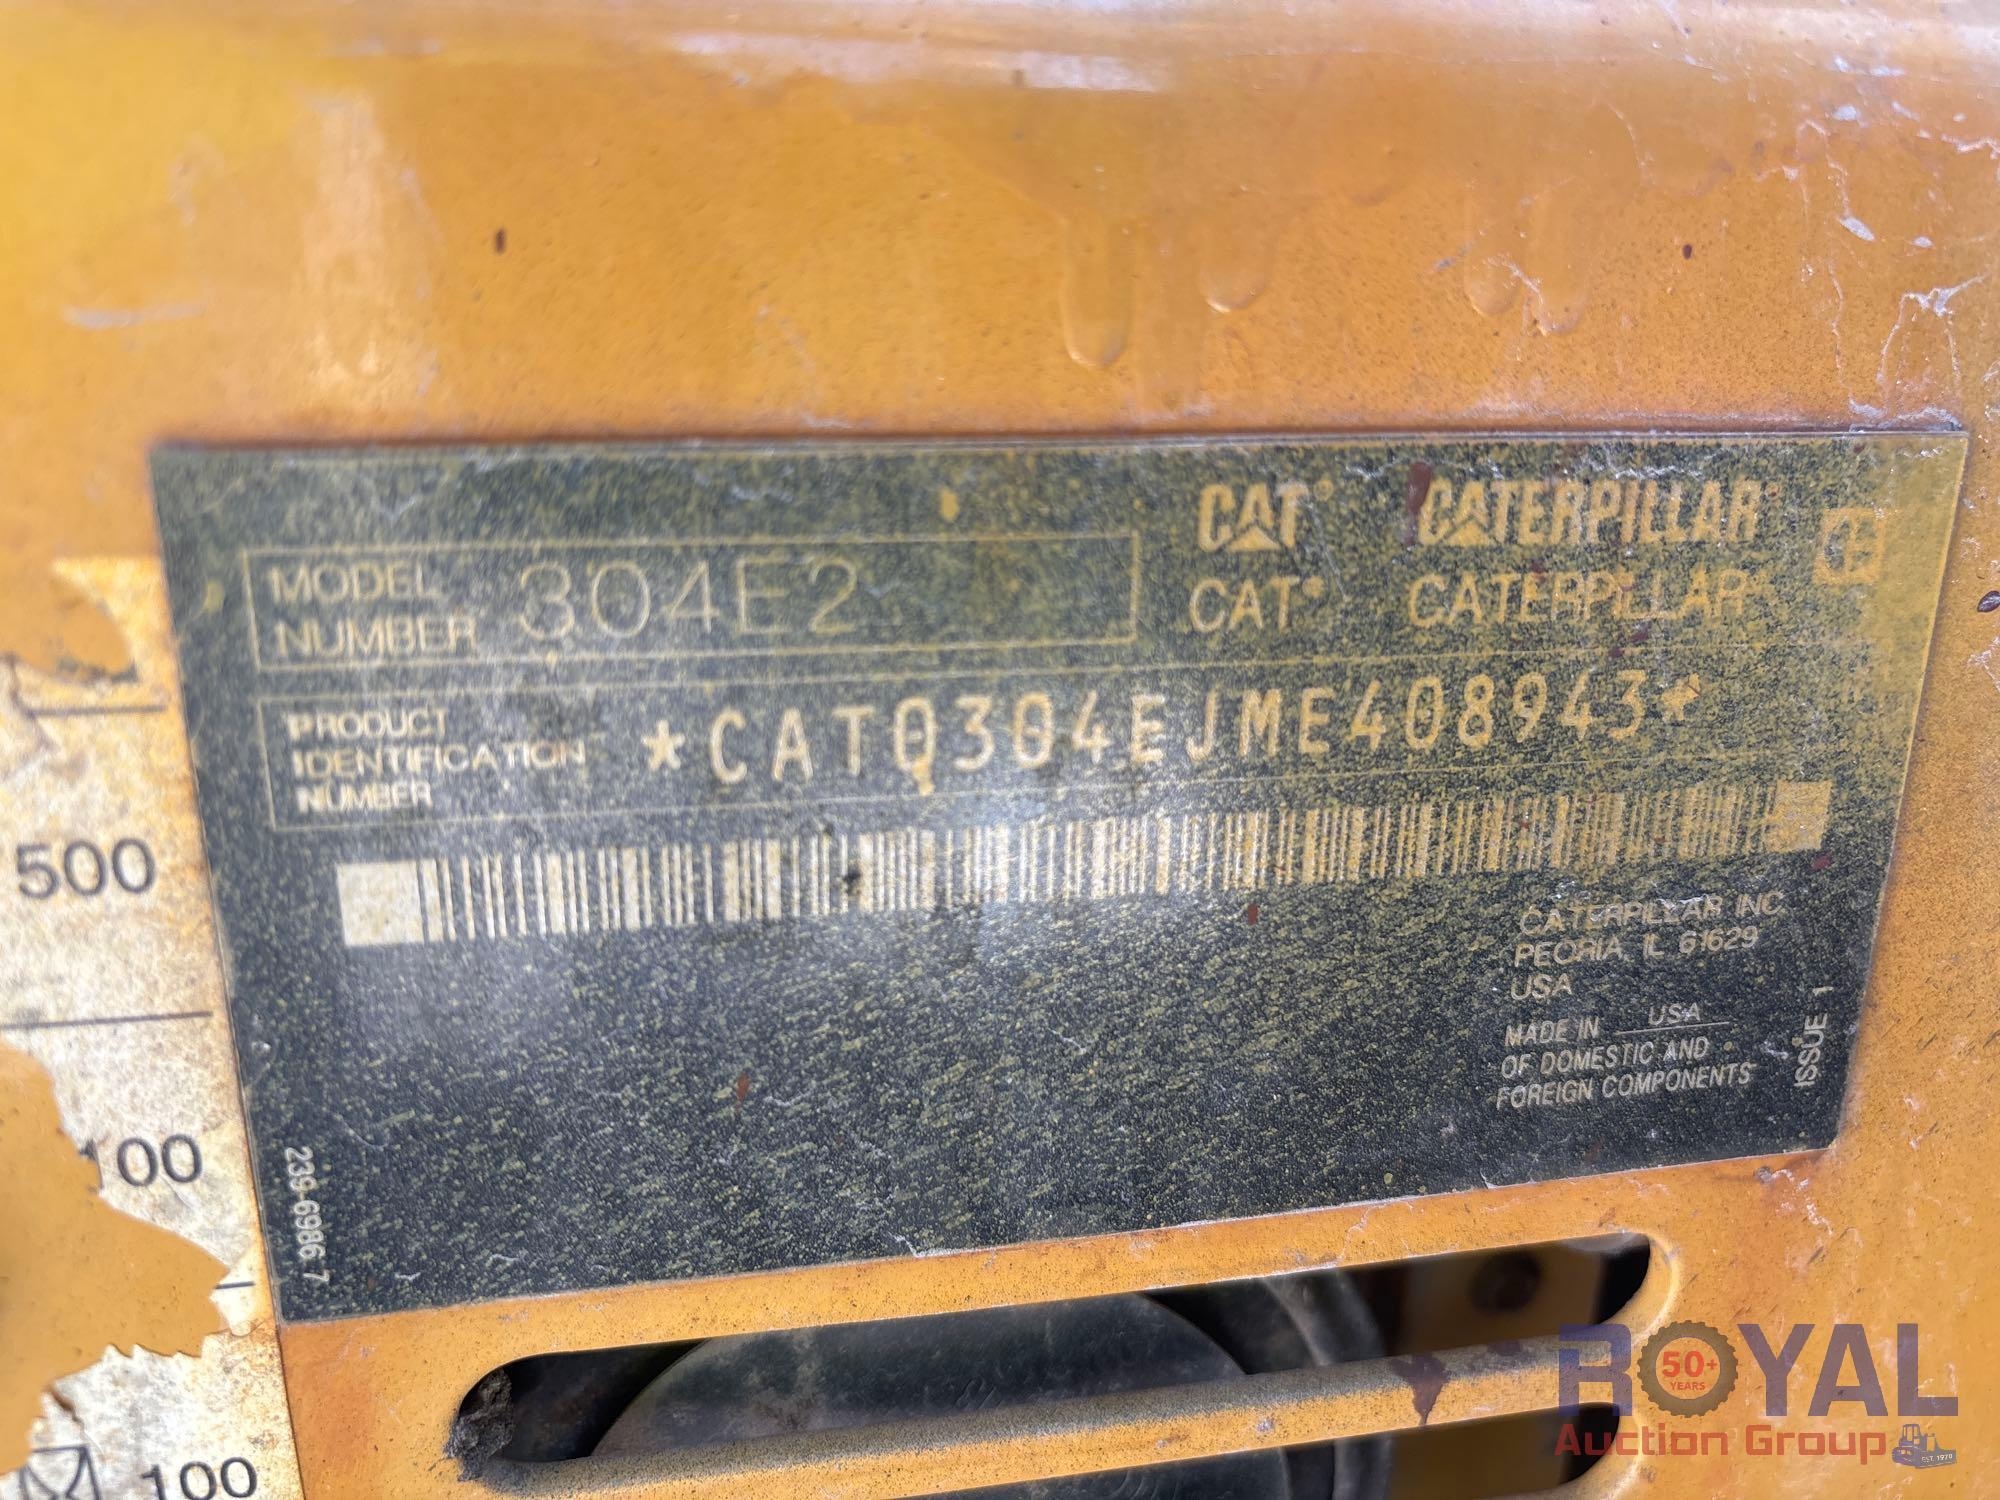 CAT® CATERPILLAR®
MODEL NUMBER 304E2
CAT® CATERPILLAR®
PRODUCT IDENTIFICATION NUMBER *CAT0304EJME408943*
CATERPILLAR INC
PEORIA, IL 61629
USA
MADE IN USA
OF DOMESTIC AND
FOREIGN COMPONENTS
ISSUE 1
239-6986 7
500
100
100
ROYAL
50+
YEARS
Auction Group
EST. 1970